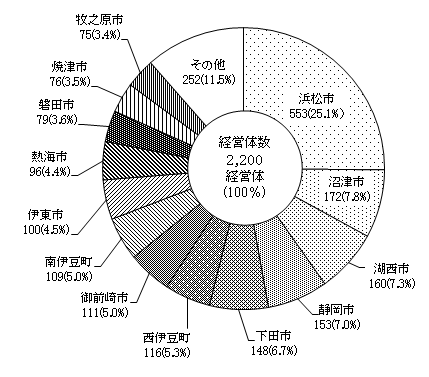 浜松市
553(25.1%)
沼津市
172(7.8%)
湖西市
160(7.3%)
静岡市
153(7.0%)
下田市
148(6.7%)
西伊豆町
116(5.3%)
御前崎市
111(5.0%)
南伊豆町
109(5.0%)
伊東市
100(4.5%)
熱海市
96(4.4%)
磐田市
79(3.6%)
焼津市
76(3.5%)
牧之原市
75(3.4%)
その他
252(11.5%)
経営体数
2,200
経営体
(100%)